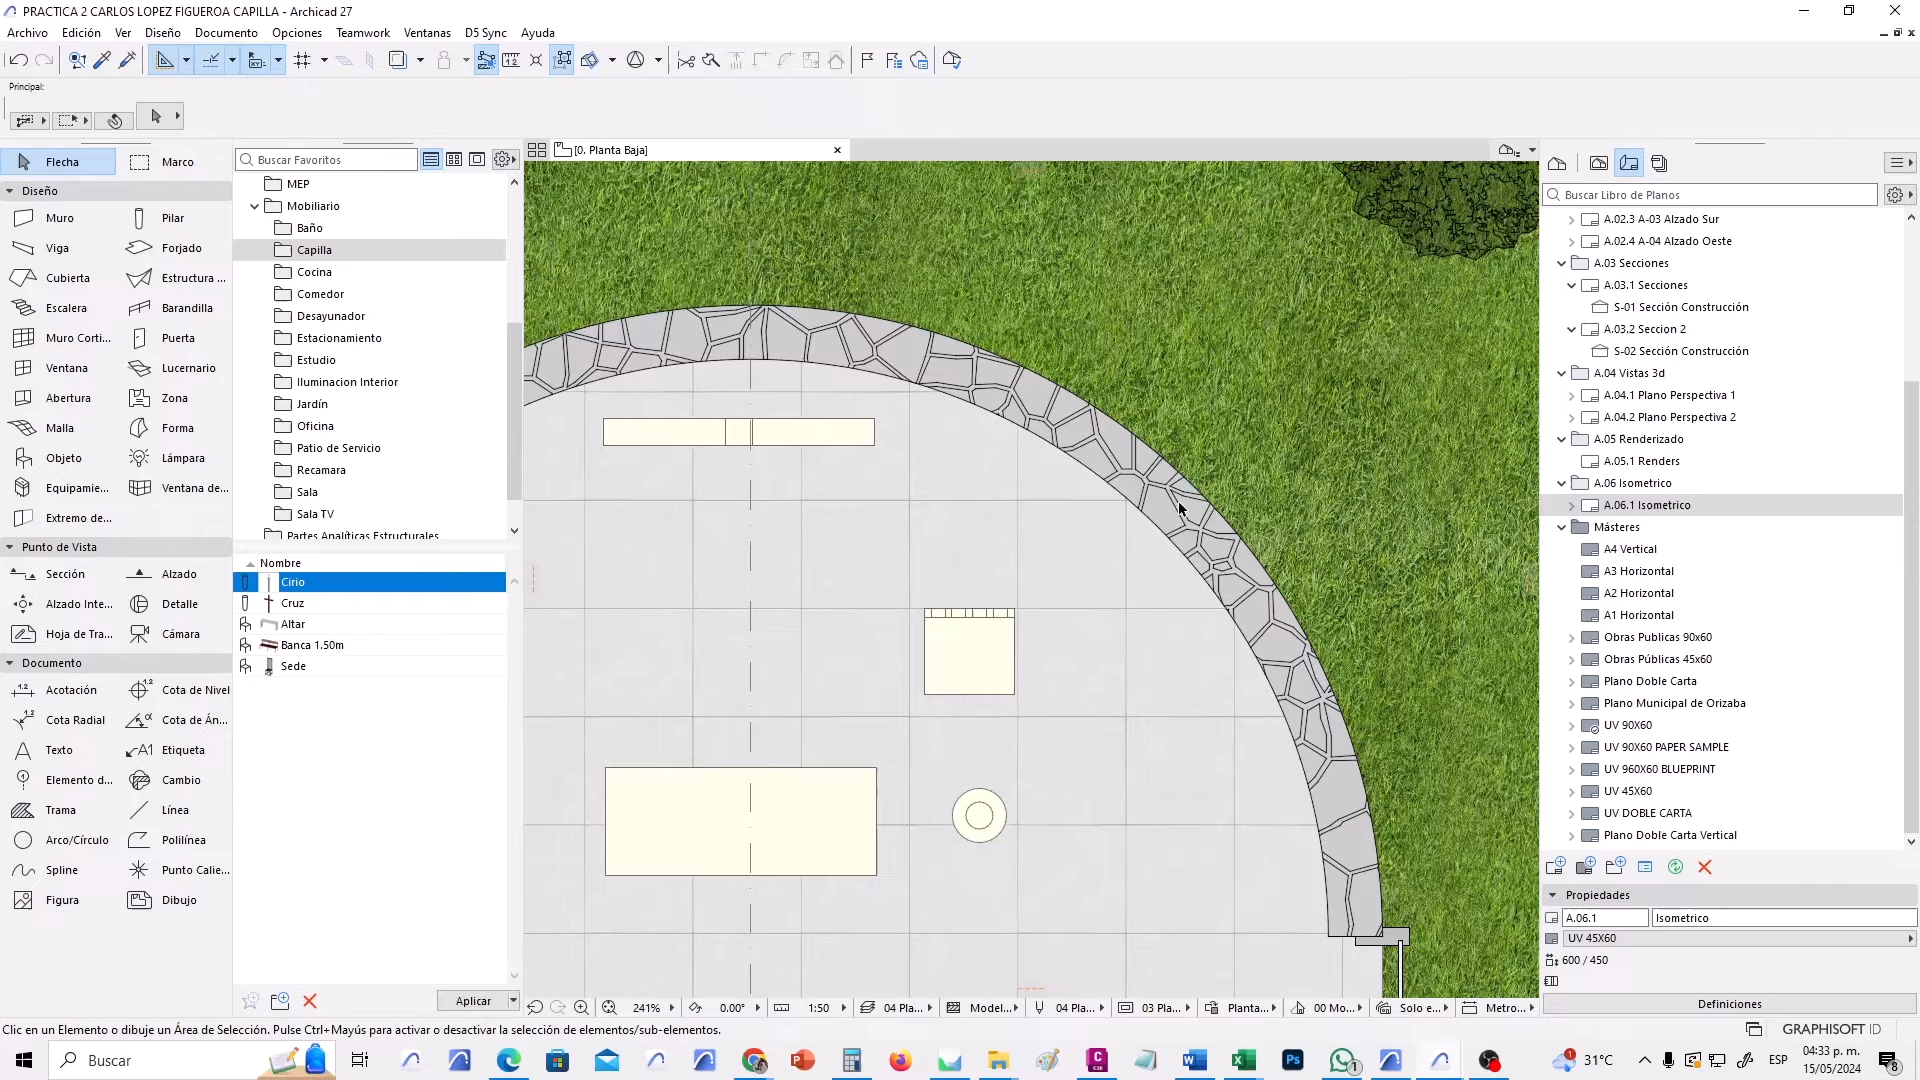 PRACTICA 2 CARLOS LOPEZ FIGUEROA CAPILLA - Archicad 27
Archivo Edición Ver Diseño Documento Opciones Teamwork Ventanas D5 Sync Ayuda
Principal:
Flecha Marco
Diseño
Muro Pilar
Viga Forjado
Cubierta Estructura ...
Escalera Barandilla
Muro Corti... Puerta
Ventana Lucernario
Abertura Zona
Malla Forma
Objeto Lámpara
Equipamie... Ventana de...
Extremo de...
Punto de Vista
Sección Alzado
Alzado Inte... Detalle
Hoja de Tra... Cámara
Documento
Acotación Cota de Nivel
Cota Radial Cota de Án...
Texto Etiqueta
Elemento d... Cambio
Trama Línea
Arco/Círculo Polilínea
Spline Punto Calie...
Figura Dibujo
Buscar Favoritos
MEP
Mobiliario
Baño
Capilla
Cocina
Comedor
Desayunador
Estacionamiento
Estudio
Iluminacion Interior
Jardín
Oficina
Patio de Servicio
Recamara
Sala
Sala TV
Partes Analíticas Estructurales
Nombre
Cirio
Cruz
Altar
Banca 1.50m
Sede
Aplicar
[0. Planta Baja]
241% 0.00° 1:50 04 Pla... Model... 04 Pla... 03 Pla... Planta... 00 Mo... Solo e... Metro...
Buscar Libro de Planos
A.02.3 A-03 Alzado Sur
A.02.4 A-04 Alzado Oeste
A.03 Secciones
A.03.1 Secciones
S-01 Sección Construcción
A.03.2 Seccion 2
S-02 Sección Construcción
A.04 Vistas 3d
A.04.1 Plano Perspectiva 1
A.04.2 Plano Perspectiva 2
A.05 Renderizado
A.05.1 Renders
A.06 Isometrico
A.06.1 Isometrico
Másteres
A4 Vertical
A3 Horizontal
A2 Horizontal
A1 Horizontal
Obras Publicas 90x60
Obras Públicas 45x60
Plano Doble Carta
Plano Municipal de Orizaba
UV 90X60
UV 90X60 PAPER SAMPLE
UV 960X60 BLUEPRINT
UV 45X60
UV DOBLE CARTA
Plano Doble Carta Vertical
Propiedades
A.06.1 Isometrico
UV 45X60
600 / 450
Definiciones
Clic en un Elemento o dibuje un Área de Selección. Pulse Ctrl+Mayús para activar o desactivar la selección de elementos/sub-elementos.
GRAPHISOFT ID
Buscar
31°C
ESP
04:33 p. m.
15/05/2024